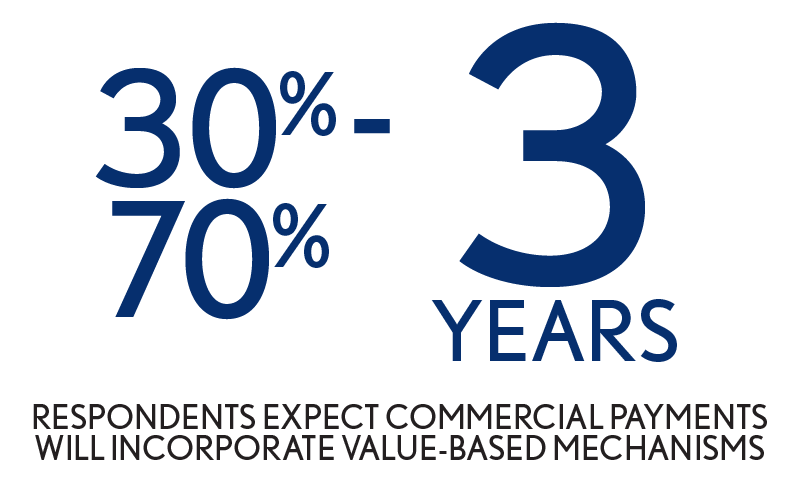 30%-
70%
3
YEARS
RESPONDENTS EXPECT COMMERCIAL PAYMENTS
WILL INCORPORATE VALUE-BASED MECHANISMS